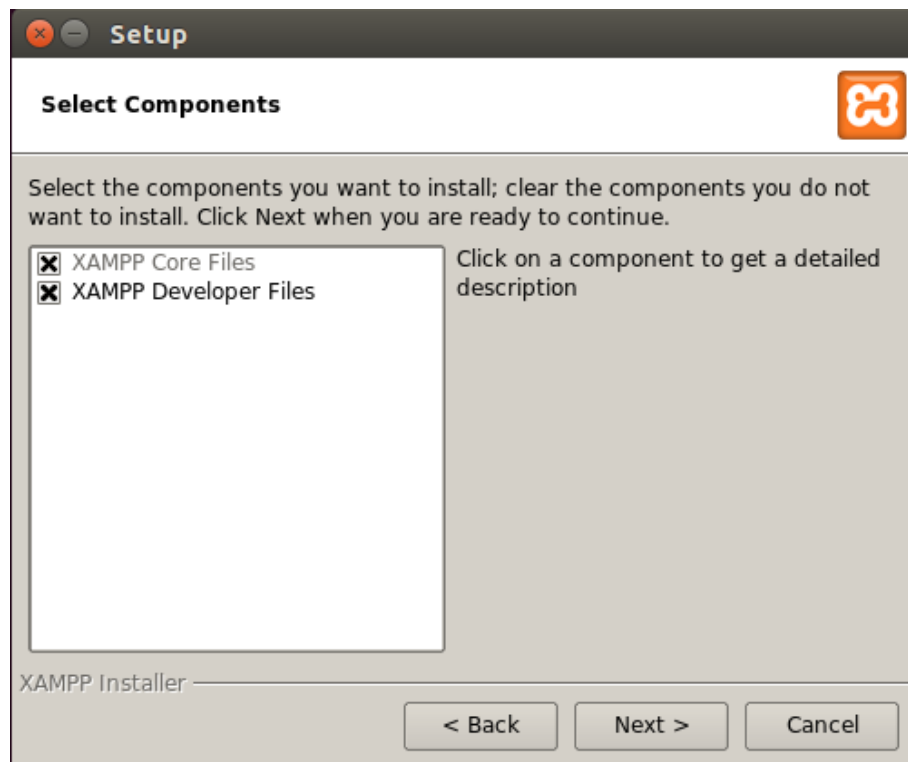 Setup
Select Components
Select the components you want to install; clear the components you do not
want to install. Click Next when you are ready to continue.
XAMPP Core Files
XAMPP Developer Files
Click on a component to get a detailed
description
XAMPP Installer
< Back
Next >
Cancel